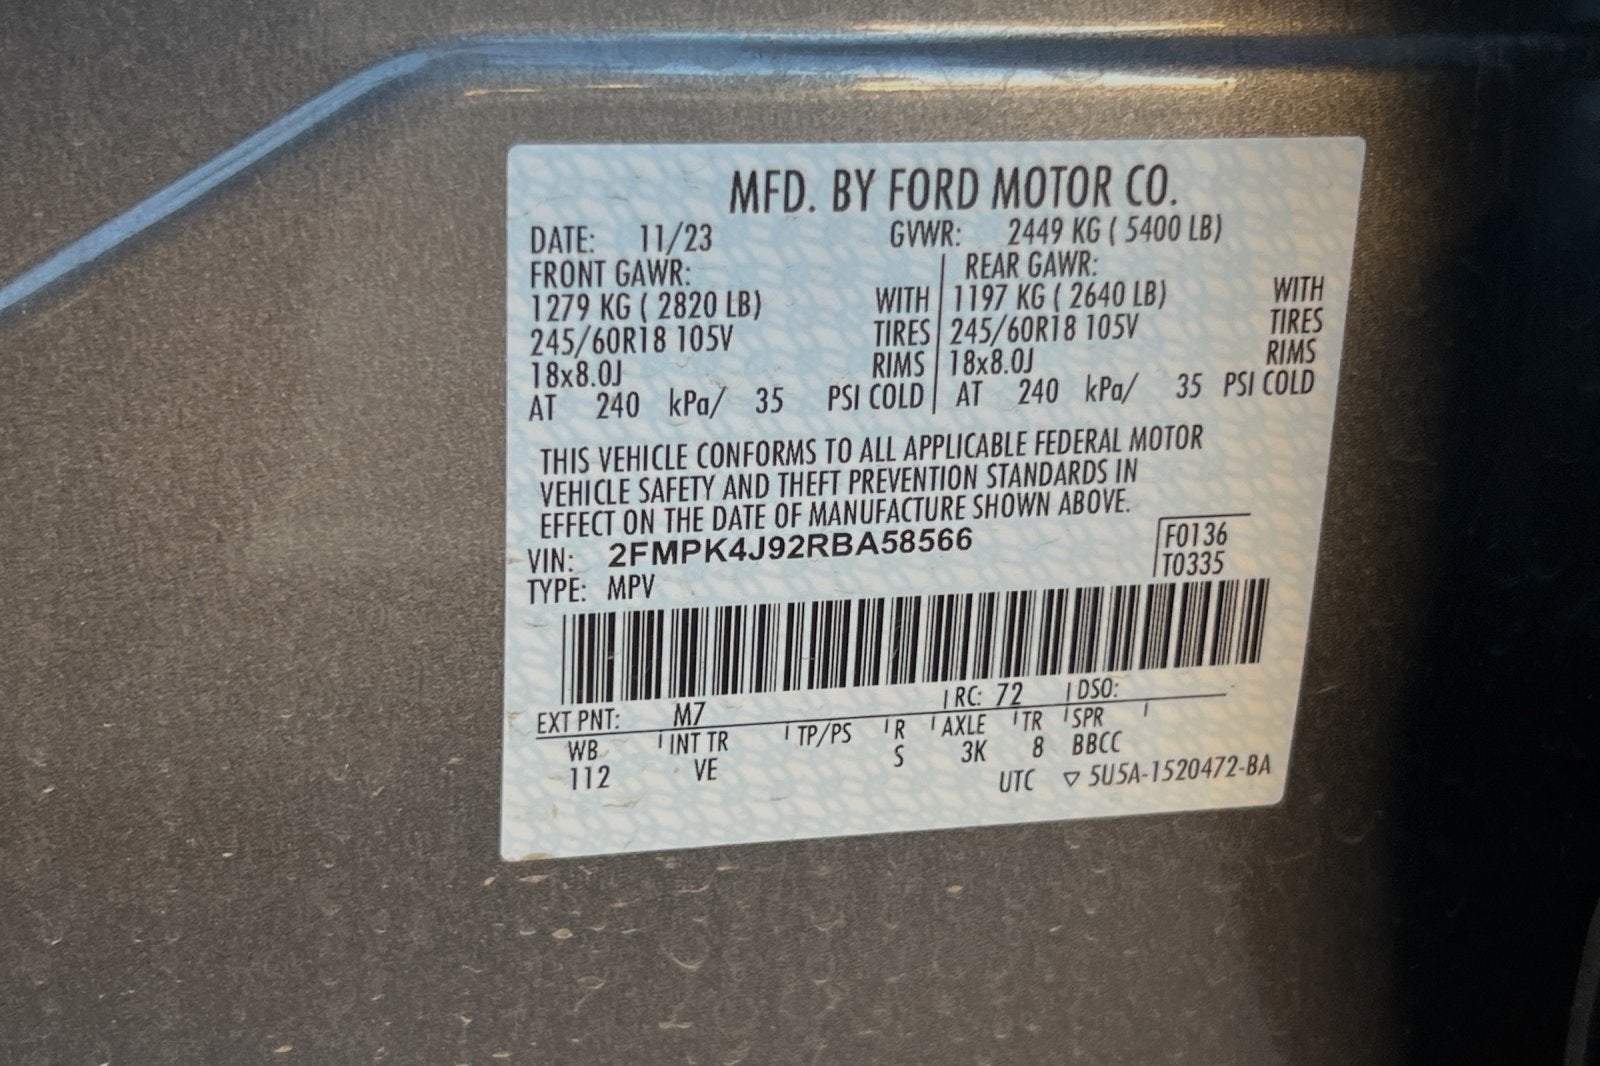 MFD. BY FORD MOTOR CO.
DATE: 11/23 GVWR: 2449 KG ( 5400 LB)
FRONT GAWR: REAR GAWR:
1279 KG ( 2820 LB) WITH 1197 KG ( 2640 LB) WITH
245/60R18 105V TIRES 245/60R18 105V TIRES
18x8.0J RIMS 18x8.0J RIMS
AT 240 kPa/ 35 PSI COLD AT 240 kPa/ 35 PSI COLD
THIS VEHICLE CONFORMS TO ALL APPLICABLE FEDERAL MOTOR
VEHICLE SAFETY AND THEFT PREVENTION STANDARDS IN
EFFECT ON THE DATE OF MANUFACTURE SHOWN ABOVE.
VIN: 2FMPK4J92RBA58566 F0136
TYPE: MPV T0335
EXT PNT: M7 RC: 72 DSO:
WB INT TR TP/PS R AXLE TR SPR
112 VE S 3K 8 BBCC
UTC ▽ 5U5A-1520472-BA